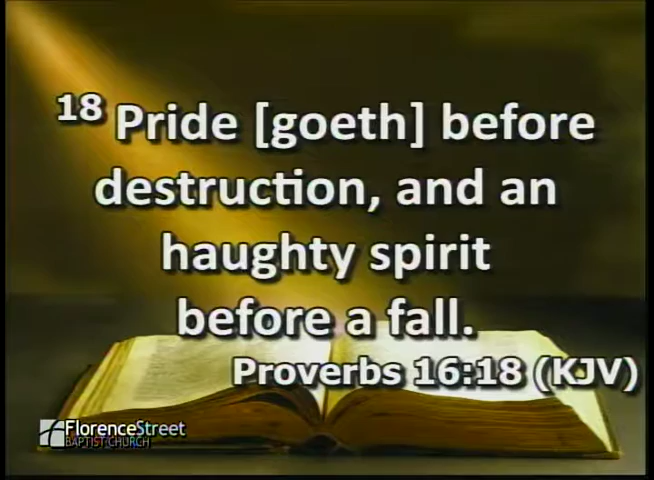 18 Pride [goeth] before
destruction, and an
haughty spirit
before a fall.
Proverbs 16:18 (KJV)
FlorenceStreet
BAPTIST CHURCH